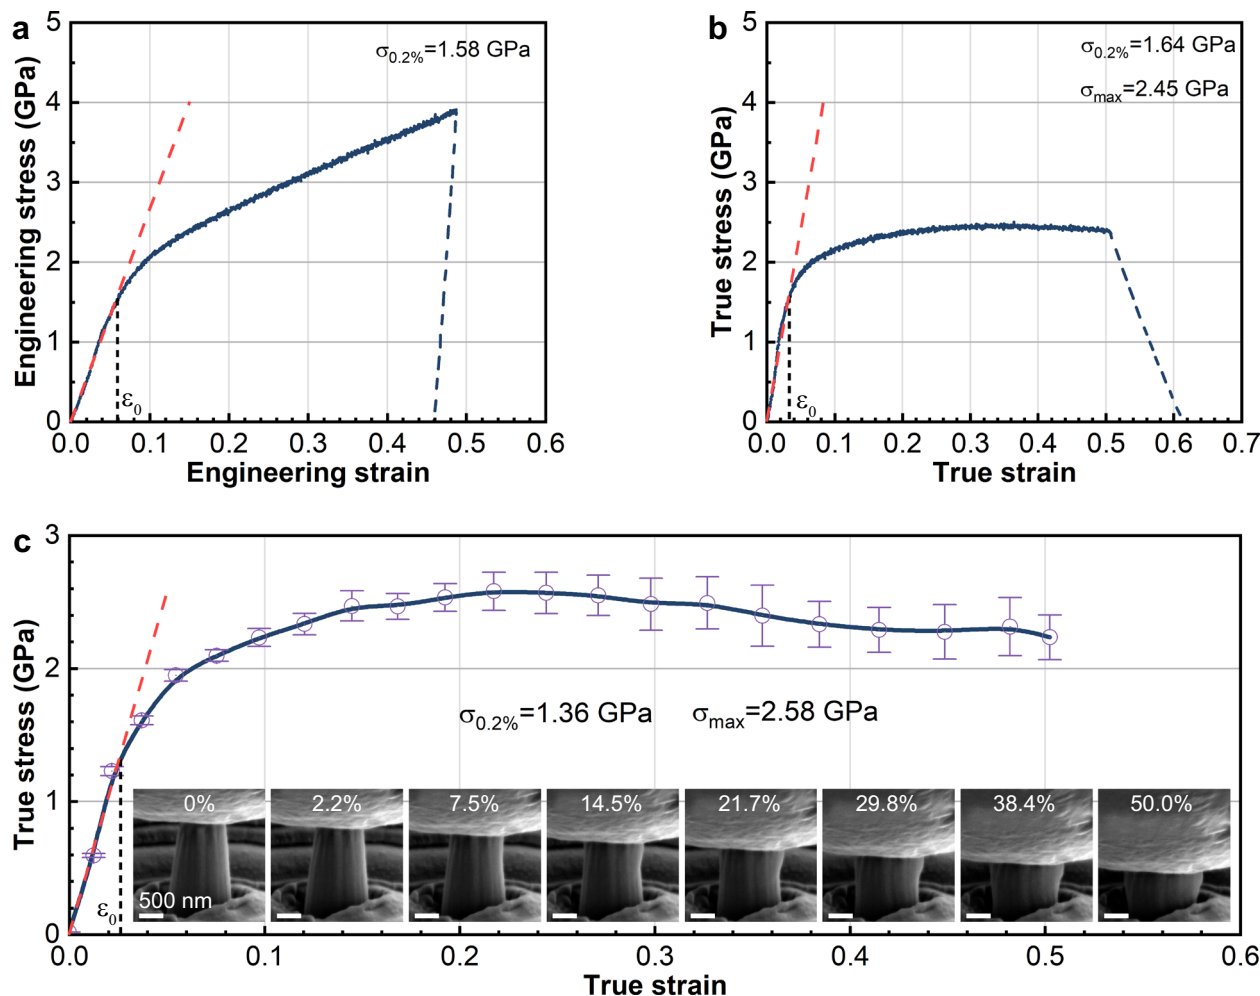 a
σ0.2%=1.58 GPa
Engineering stress (GPa)
5
4
3
2
1
0
ε0
0.0 0.1 0.2 0.3 0.4 0.5 0.6
Engineering strain
b
σ0.2%=1.64 GPa
σmax=2.45 GPa
True stress (GPa)
5
4
3
2
1
0
ε0
0.0 0.1 0.2 0.3 0.4 0.5 0.6 0.7
True strain
c
True stress (GPa)
3
2
1
0
σ0.2%=1.36 GPa σmax=2.58 GPa
0% 2.2% 7.5% 14.5% 21.7% 29.8% 38.4% 50.0%
500 nm
ε0
0.0 0.1 0.2 0.3 0.4 0.5 0.6
True strain